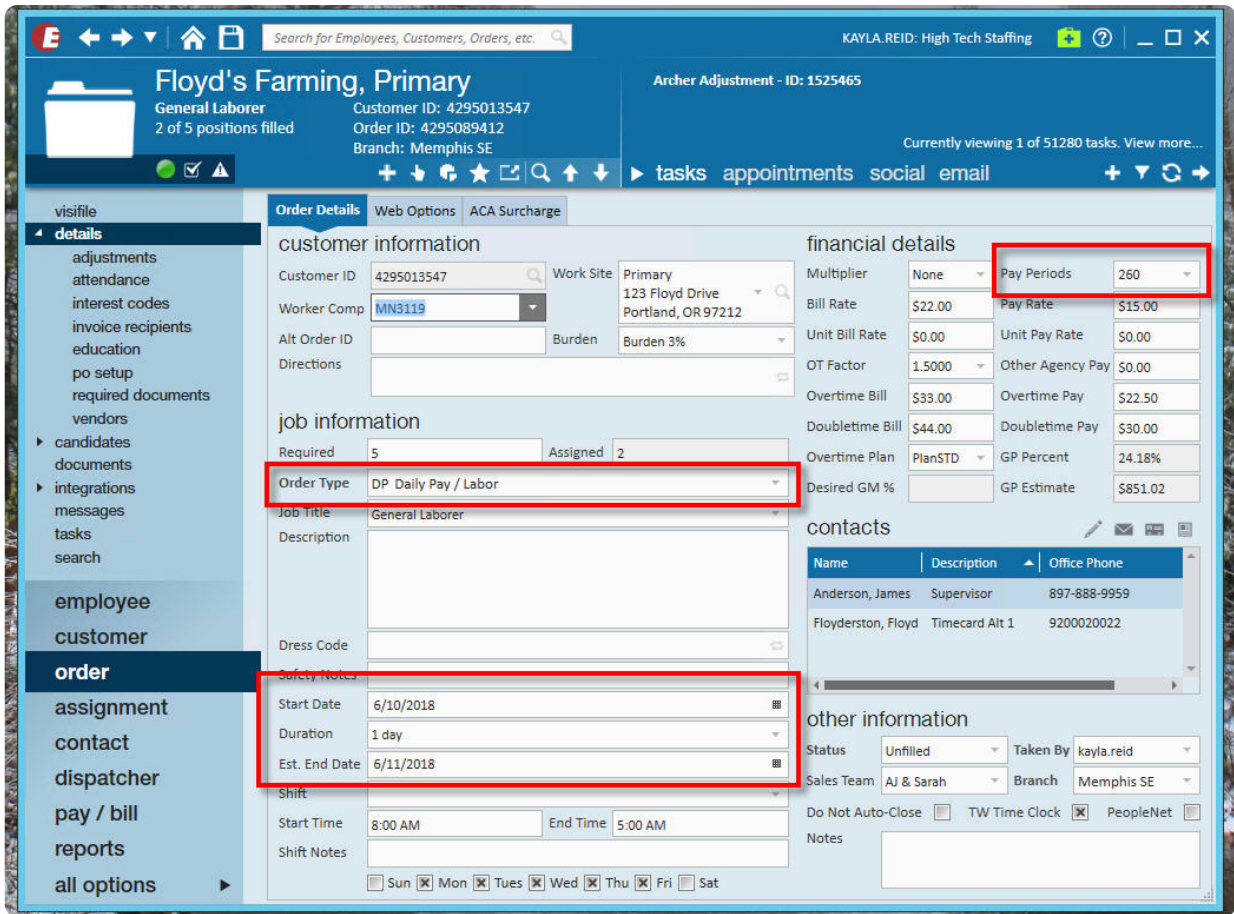 Search for Employees, Customers, Orders, etc.
KAYLA.REID: High Tech Staffing
Floyd's Farming, Primary
General Laborer
Customer ID: 4295013547
2 of 5 positions filled
Order ID: 4295089412
Branch: Memphis SE
Archer Adjustment - ID: 1525465
Currently viewing 1 of 51280 tasks. View more...
tasks appointments social email
visifile
details
adjustments
attendance
interest codes
invoice recipients
education
po setup
required documents
vendors
candidates
documents
integrations
messages
tasks
search
employee
customer
order
assignment
contact
dispatcher
pay / bill
reports
all options
Order Details Web Options ACA Surcharge
customer information
Customer ID 4295013547 Work Site Primary
123 Floyd Drive
Portland, OR 97212
Worker Comp MN3119
Alt Order ID Burden Burden 3%
Directions
job information
Required 5 Assigned 2
Order Type DP Daily Pay / Labor
Job Title General Laborer
Description
Dress Code
Safety Notes
Start Date 6/10/2018
Duration 1 day
Est. End Date 6/11/2018
Shift
Start Time 8:00 AM End Time 5:00 AM
Shift Notes
Sun Mon Tues Wed Thu Fri Sat
financial details
Multiplier None Pay Periods 260
Bill Rate $22.00 Pay Rate $15.00
Unit Bill Rate $0.00 Unit Pay Rate $0.00
OT Factor 1.5000 Other Agency Pay $0.00
Overtime Bill $33.00 Overtime Pay $22.50
Doubletime Bill $44.00 Doubletime Pay $30.00
Overtime Plan PlanSTD GP Percent 24.18%
Desired GM % GP Estimate $851.02
contacts
Name Description Office Phone
Anderson, James Supervisor 897-888-9959
Floyderston, Floyd Timecard Alt 1 9200020022
other information
Status Unfilled Taken By kayla.reid
Sales Team AJ & Sarah Branch Memphis SE
Do Not Auto-Close TW Time Clock PeopleNet
Notes